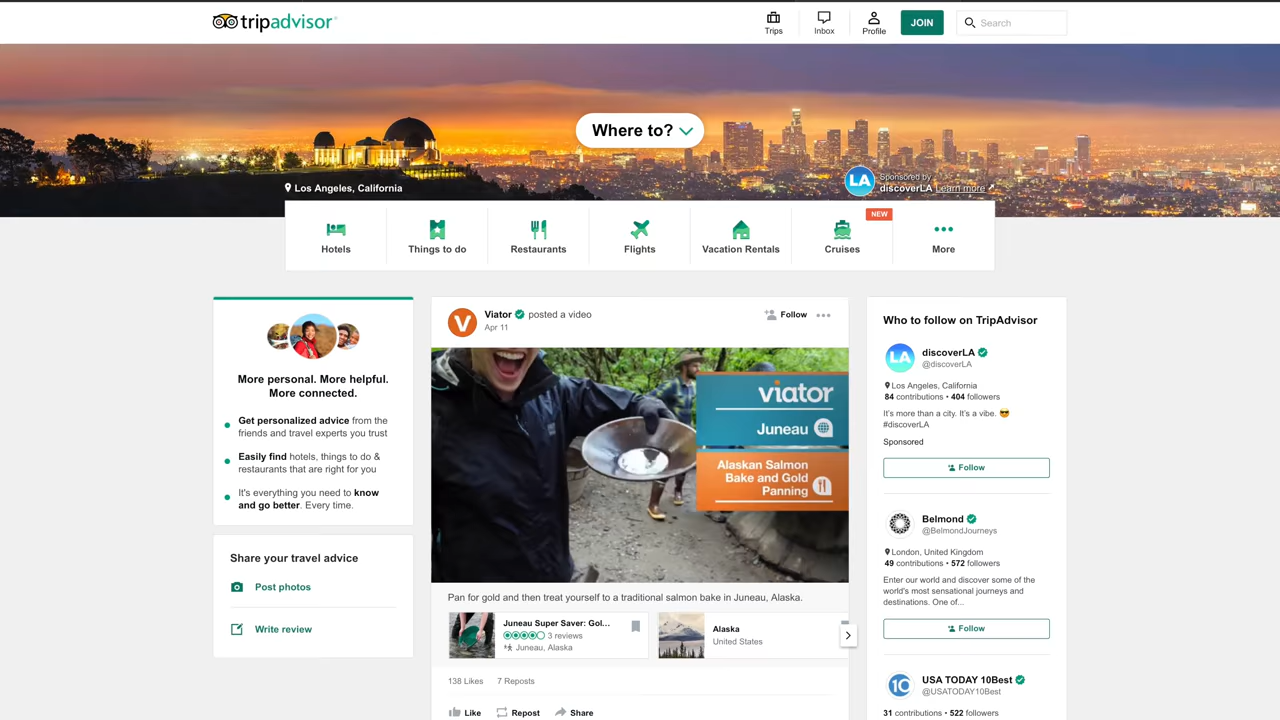 tripadvisor
Trips
Inbox
Profile
JOIN
Search
Where to?
Los Angeles, California
LA
Sponsored by
discoverLA Learn more
Hotels
Things to do
Restaurants
Flights
Vacation Rentals
NEW
Cruises
More
More personal. More helpful.
More connected.
Get personalized advice from the
friends and travel experts you trust
Easily find hotels, things to do &
restaurants that are right for you
It's everything you need to know
and go better. Every time.
Share your travel advice
Post photos
Write review
V
Viator posted a video
Apr 11
Follow
viator
Juneau
Alaskan Salmon
Bake and Gold
Panning
Pan for gold and then treat yourself to a traditional salmon bake in Juneau, Alaska.
Juneau Super Saver: Gol...
3 reviews
Juneau, Alaska
Alaska
United States
138 Likes 7 Reposts
Like Repost Share
Who to follow on TripAdvisor
LA
discoverLA
@discoverLA
Los Angeles, California
84 contributions • 404 followers
It's more than a city. It's a vibe. 😎
#discoverLA
Sponsored
Follow
Belmond
@BelmondJourneys
London, United Kingdom
49 contributions • 572 followers
Enter our world and discover some of the
world's most sensational journeys and
destinations. One of...
Follow
10
USA TODAY 10Best
@USATODAY10Best
31 contributions • 522 followers